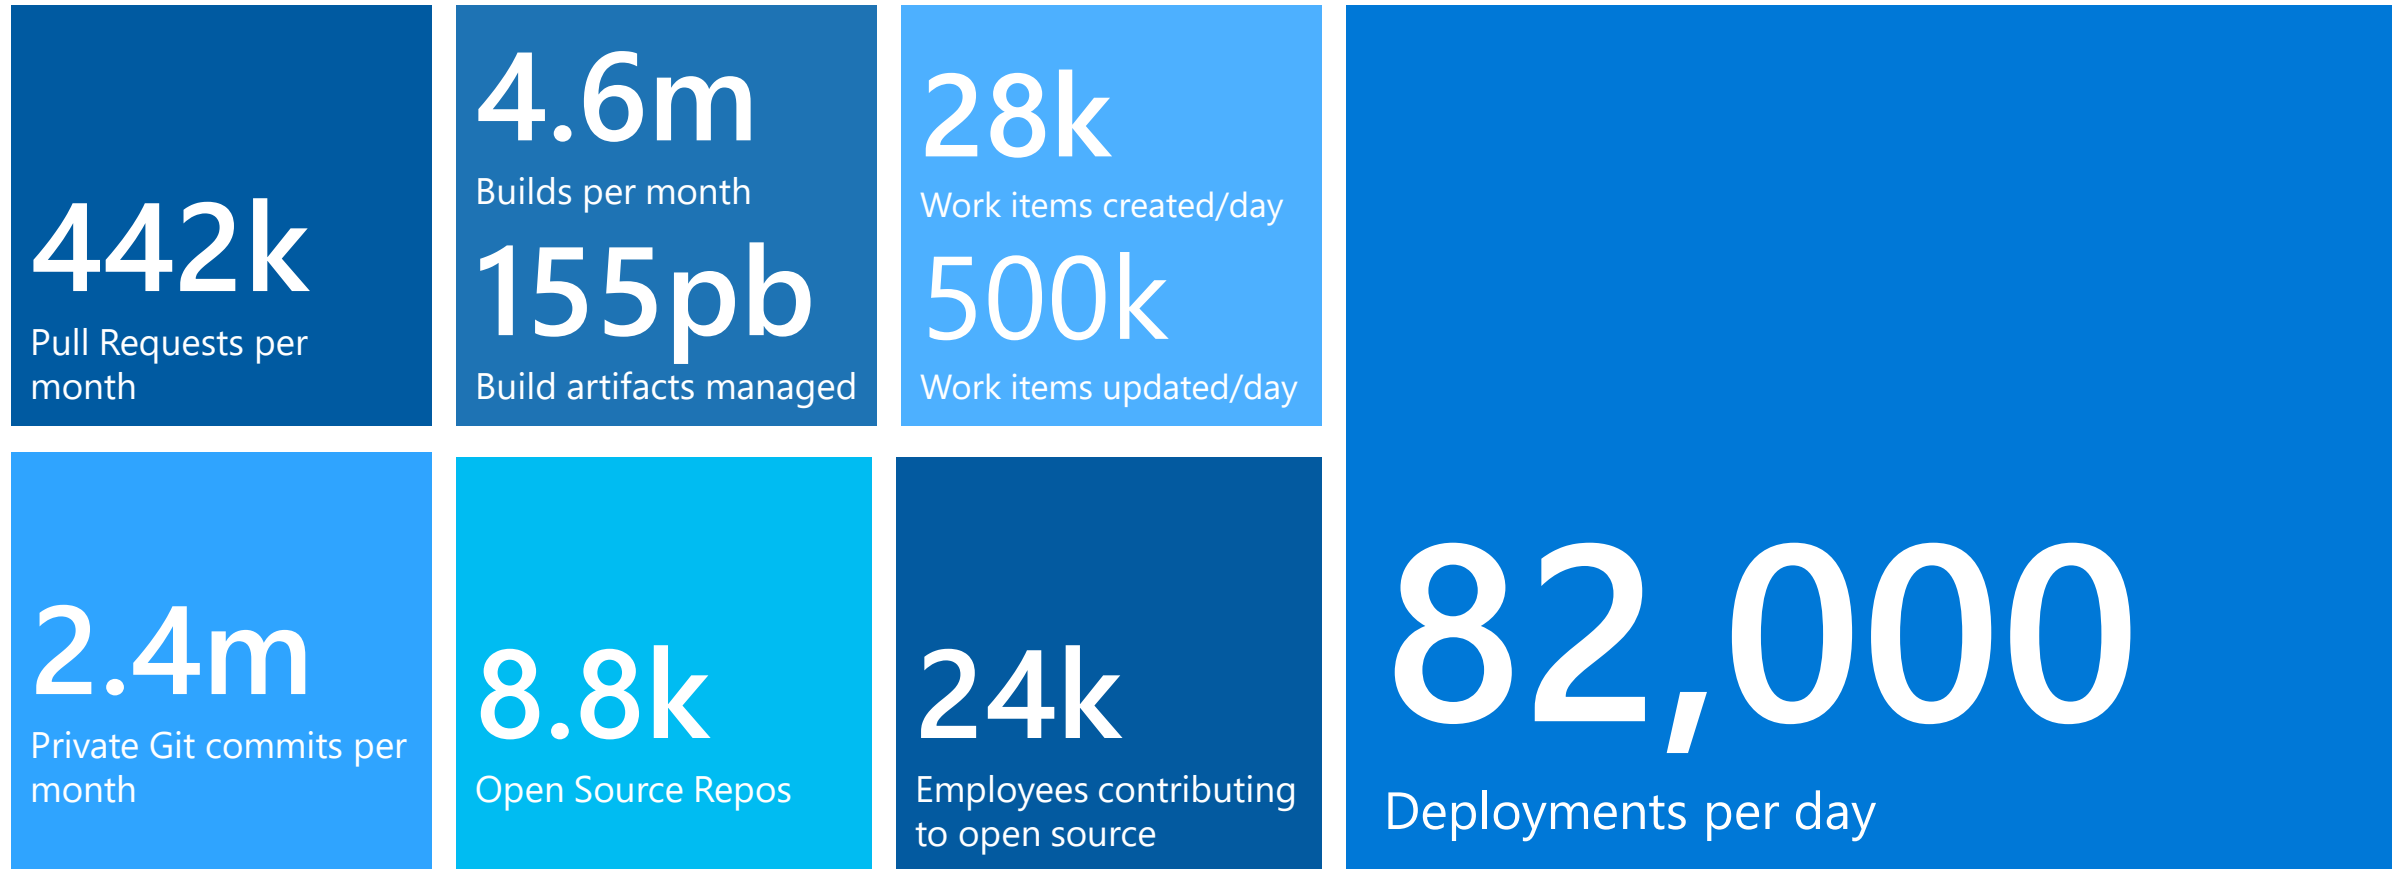 442k
Pull Requests per
month
4.6m
Builds per month
155pb
Build artifacts managed
28k
Work items created/day
500k
Work items updated/day
2.4m
Private Git commits per
month
8.8k
Open Source Repos
24k
Employees contributing
to open source
82,000
Deployments per day